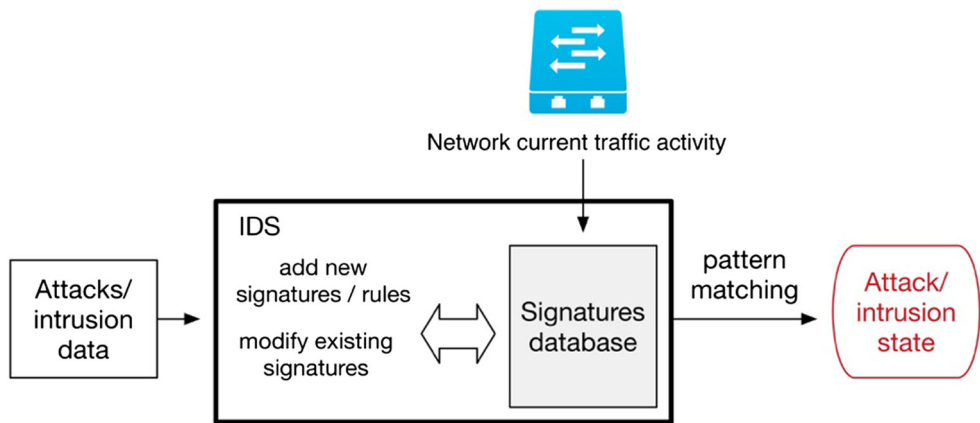 Network current traffic activity
IDS
add new
signatures / rules
modify existing
signatures
Attacks/
intrusion
data
Signatures
database
pattern
matching
Attack/
intrusion
state